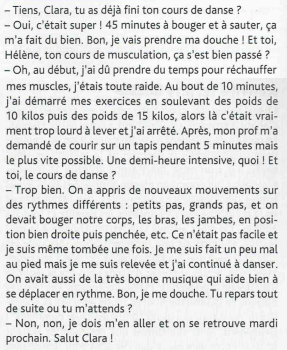 – Tiens, Clara, tu as déjà fini ton cours de danse ?
– Oui, c'était super ! 45 minutes à bouger et à sauter, ça
m'a fait du bien. Bon, je vais prendre ma douche ! Et toi,
Hélène, ton cours de musculation, ça s'est bien passé ?
– Oh, au début, j'ai dû prendre du temps pour réchauffer
mes muscles, j'étais toute raide. Au bout de 10 minutes,
j'ai démarré mes exercices en soulevant des poids de
10 kilos puis des poids de 15 kilos, alors là c'était vrai-
ment trop lourd à lever et j'ai arrêté. Après, mon prof m'a
demandé de courir sur un tapis pendant 5 minutes mais
le plus vite possible. Une demi-heure intensive, quoi ! Et
toi, le cours de danse ?
– Trop bien. On a appris de nouveaux mouvements sur
des rythmes différents : petits pas, grands pas, et on
devait bouger notre corps, les bras, les jambes, en posi-
tion bien droite puis penchée, etc. Ce n'était pas facile et
je suis même tombée une fois. Je me suis fait un peu mal
au pied mais je me suis relevée et j'ai continué à danser.
On avait aussi de la très bonne musique qui aide bien à
se déplacer en rythme. Bon, je me douche. Tu repars tout
de suite ou tu m'attends ?
– Non, non, je dois m'en aller et on se retrouve mardi
prochain. Salut Clara !